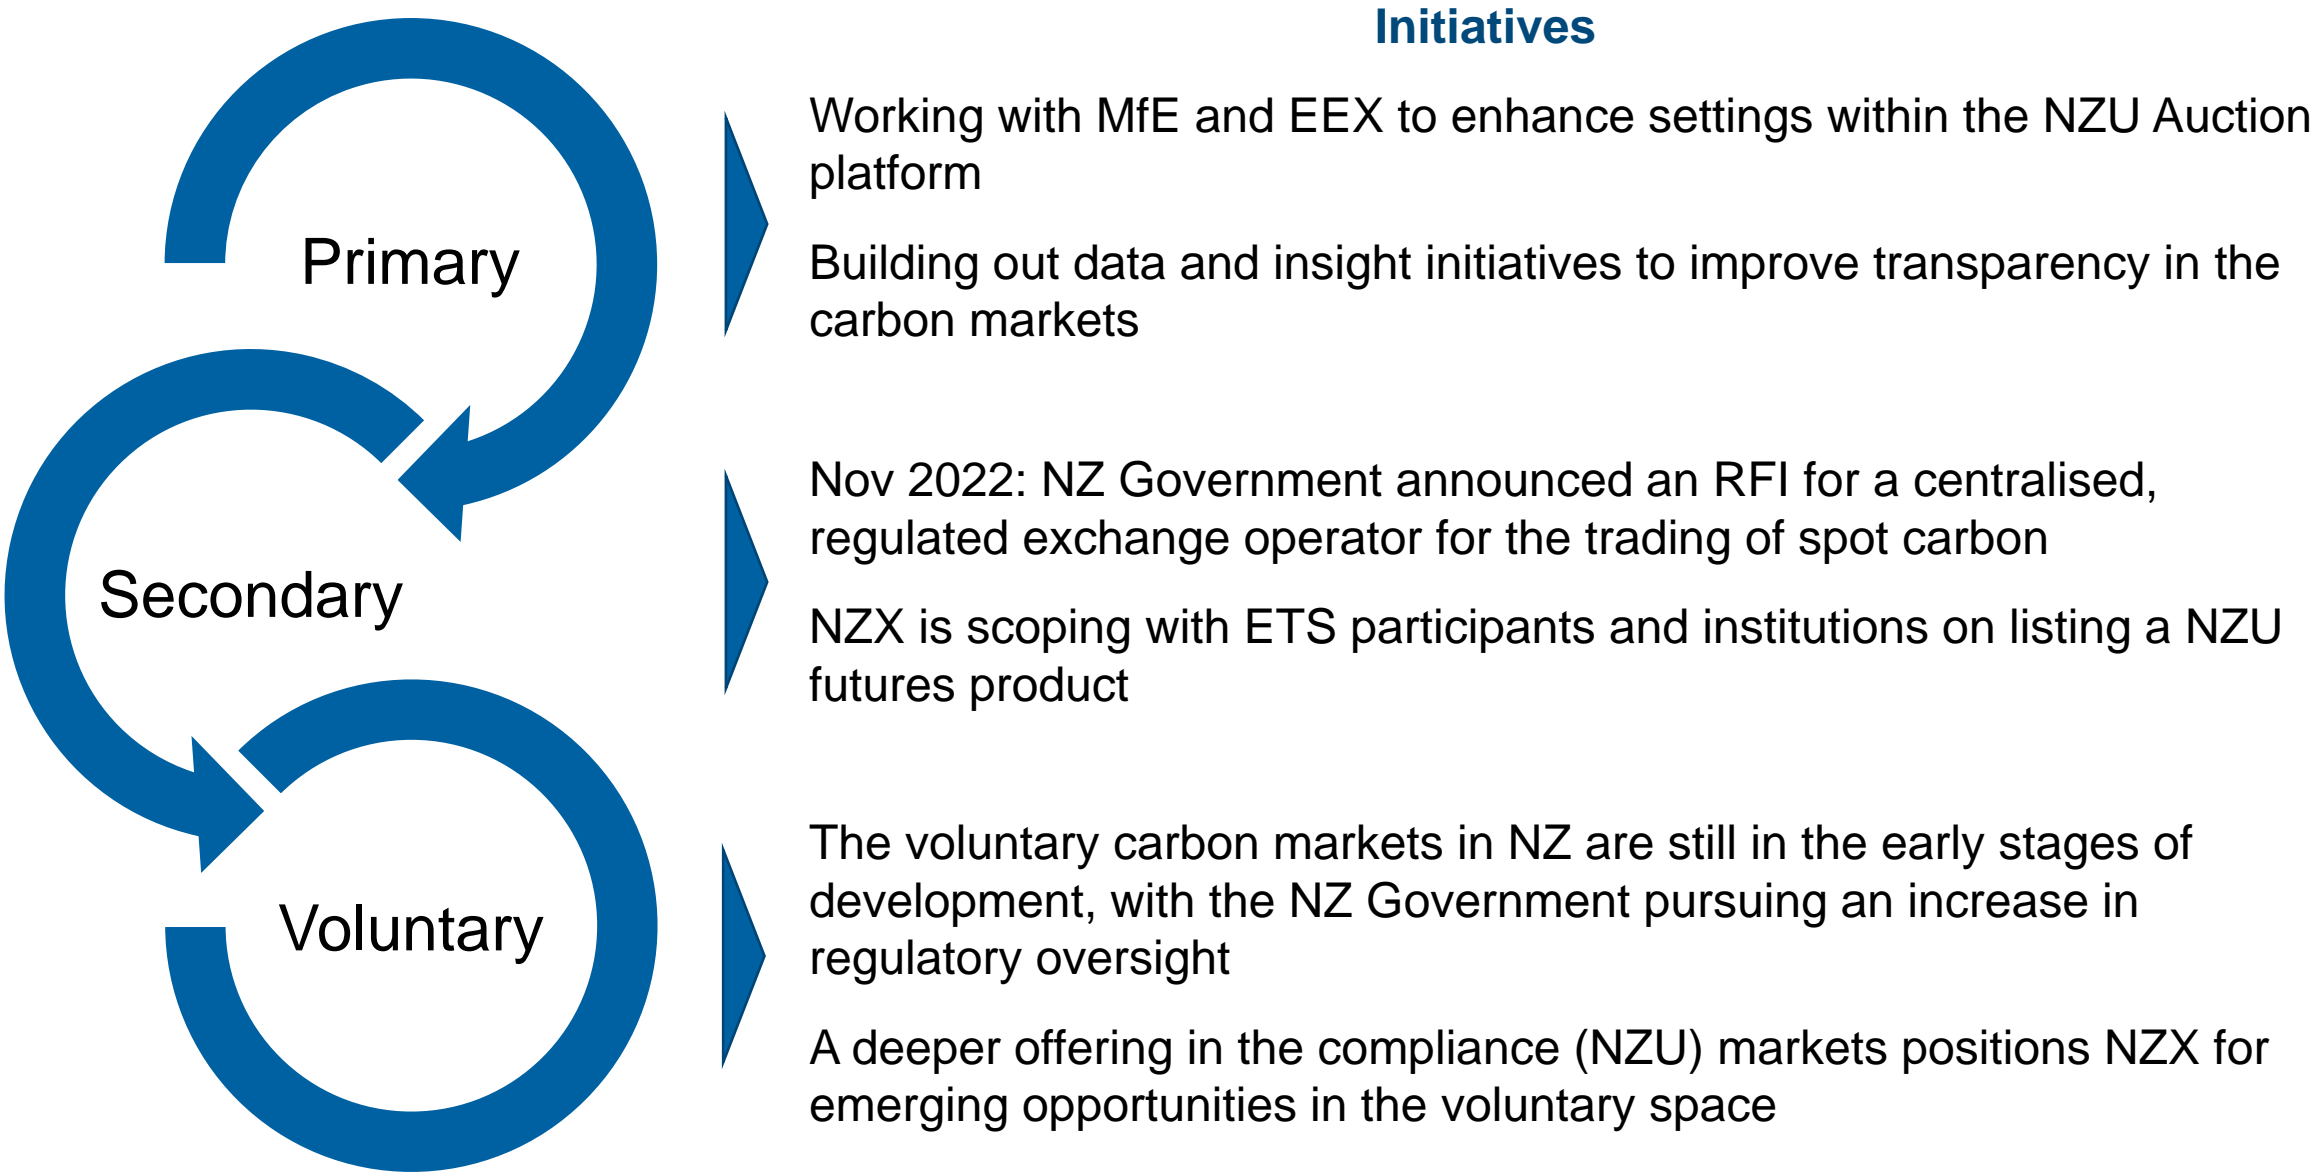 Initiatives
Primary
Working with MfE and EEX to enhance settings within the NZU Auction
platform
Building out data and insight initiatives to improve transparency in the
carbon markets
Secondary
Nov 2022: NZ Government announced an RFI for a centralised,
regulated exchange operator for the trading of spot carbon
NZX is scoping with ETS participants and institutions on listing a NZU
futures product
Voluntary
The voluntary carbon markets in NZ are still in the early stages of
development, with the NZ Government pursuing an increase in
regulatory oversight
A deeper offering in the compliance (NZU) markets positions NZX for
emerging opportunities in the voluntary space